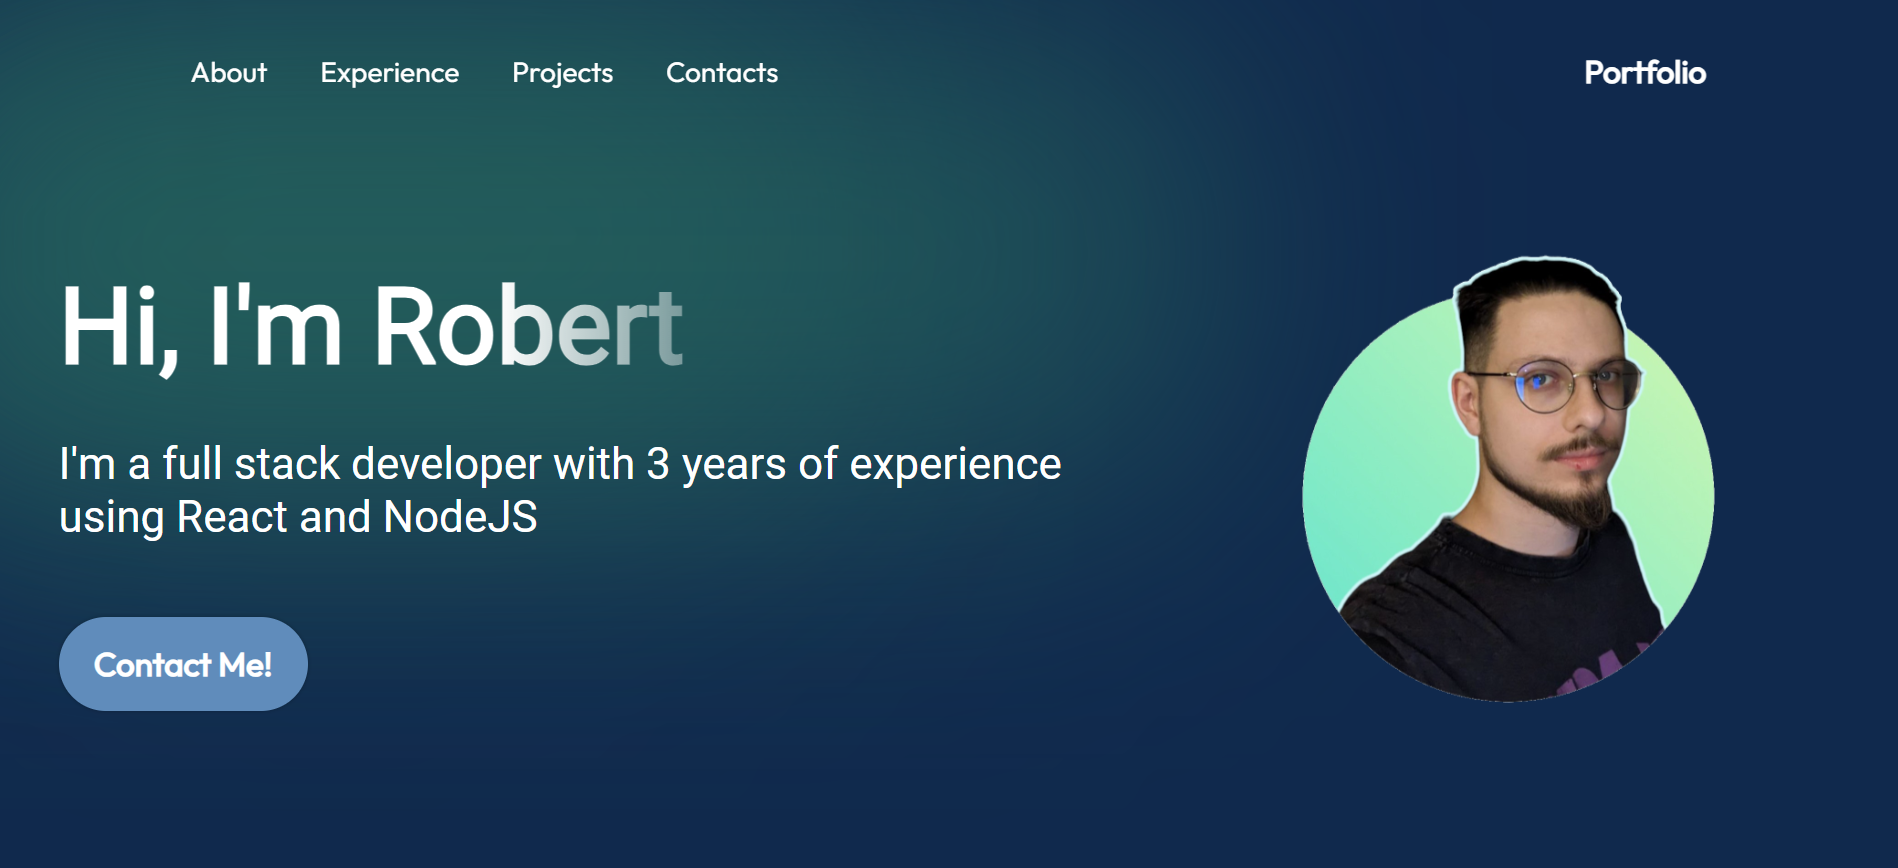 About Experience Projects Contacts Portfolio
Hi, I'm Robert
I'm a full stack developer with 3 years of experience
using React and NodeJS
Contact Me!